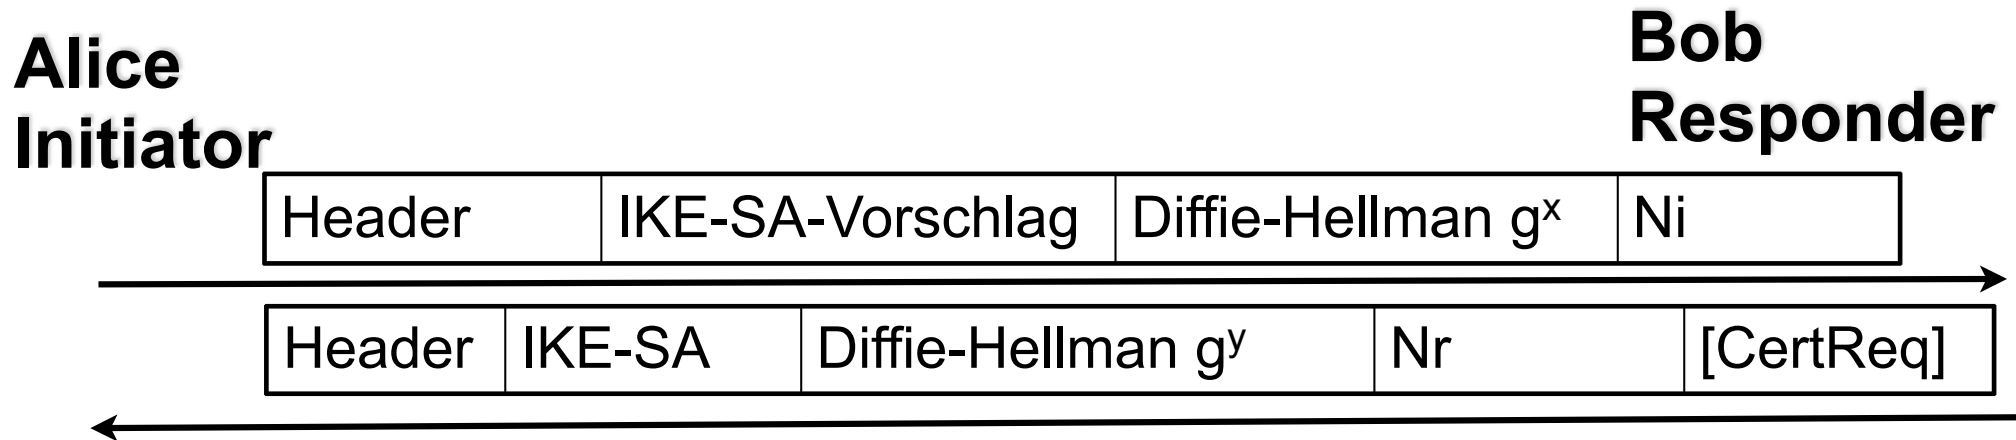 Alice
Initiator
Bob
Responder
Header IKE-SA-Vorschlag Diffie-Hellman gˣ Ni
Header IKE-SA Diffie-Hellman gʸ Nr [CertReq]